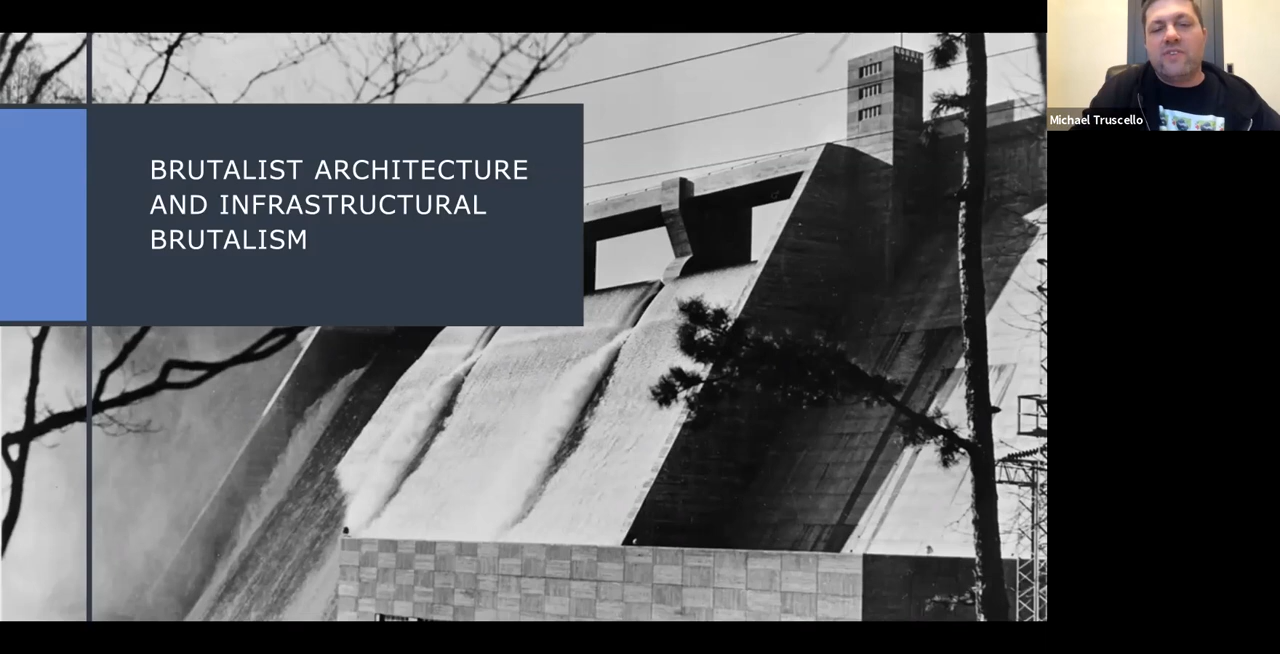 BRUTALIST ARCHITECTURE
AND INFRASTRUCTURAL
BRUTALISM
Michael Truscello